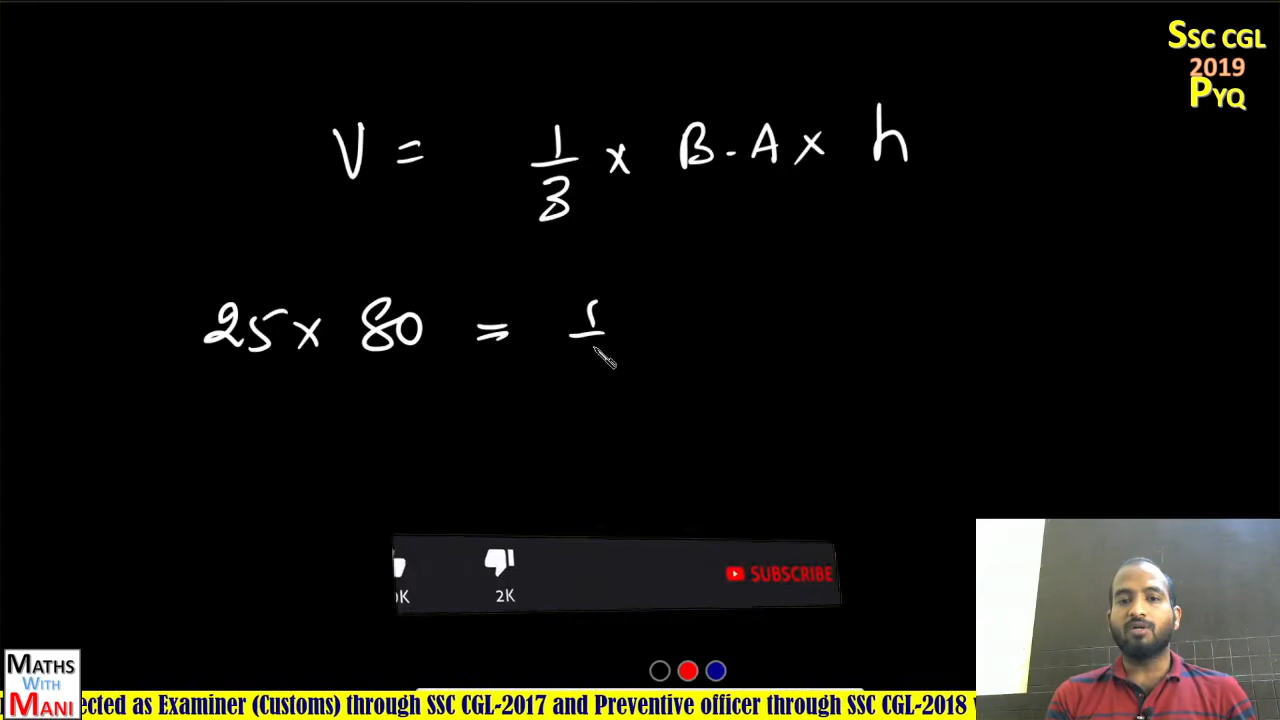 SSC CGL
2019
PYQ
V = 1/3 × B.A × h
25 × 80 = 1
2K
SUBSCRIBE
MATHS
WITH
MANI
ected as Examiner (Customs) through SSC CGL-2017 and Preventive officer through SSC CGL-2018